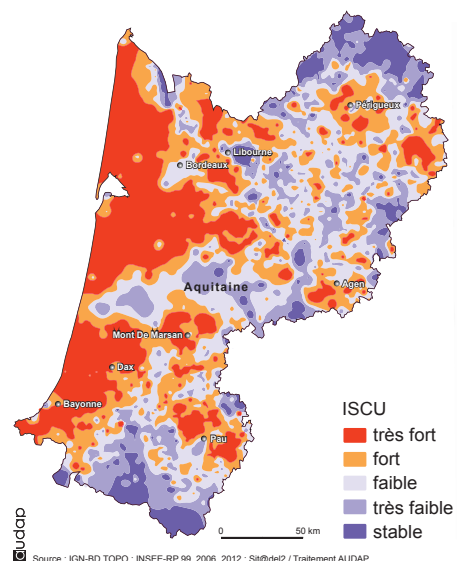 Périgueux
Libourne
Bordeaux
Aquitaine
Agen
Mont De Marsan
Dax
Bayonne
Pau
ISCU
très fort
fort
faible
très faible
stable
0 50 km
audap
Source : IGN-BD TOPO ; INSEE-RP 99, 2006, 2012 ; Sit@del2 / Traitement AUDAP